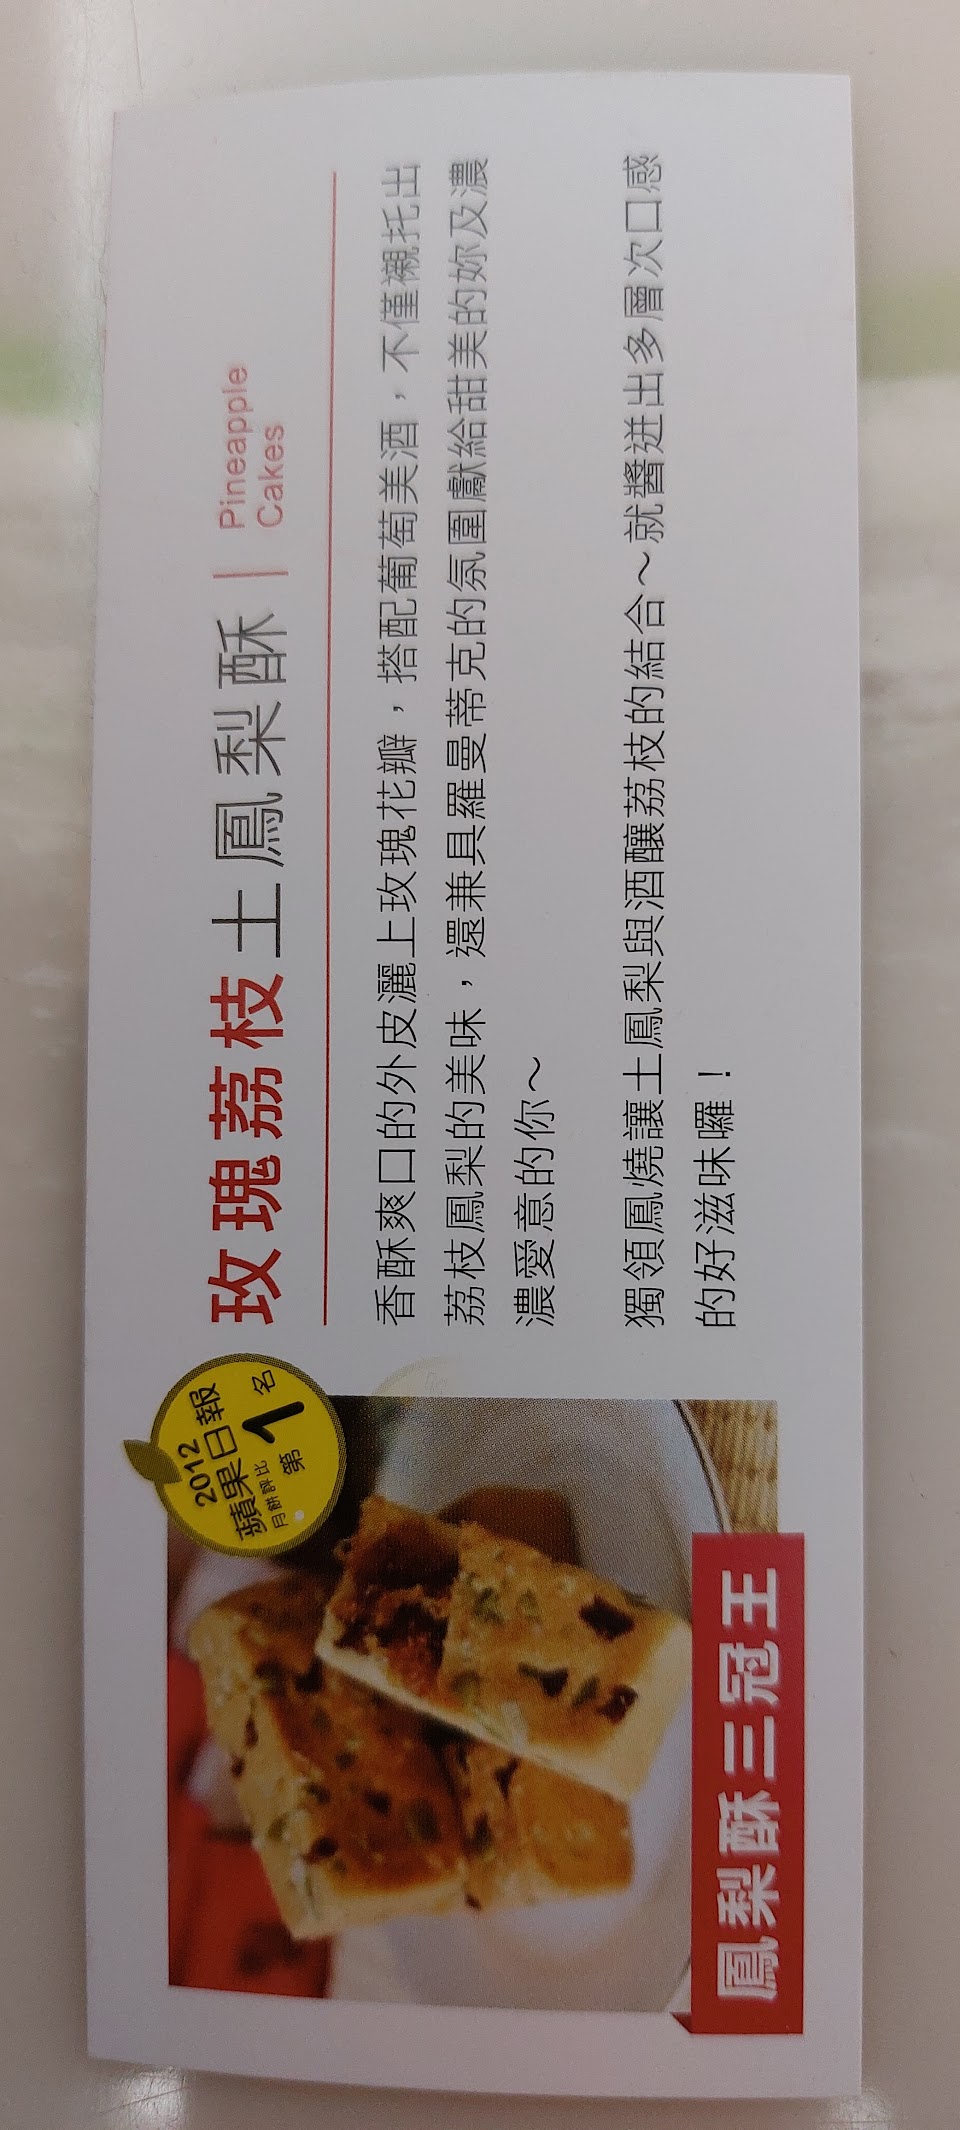 2012
蘋果日報
月餅評比
第1名
鳳梨酥三冠王
玫瑰荔枝土鳳梨酥
Pineapple
Cakes
香酥爽口的外皮灑上玫瑰花瓣，搭配葡萄美酒，不僅襯托出
荔枝鳳梨的美味，還兼具羅曼蒂克的氛圍獻給甜美的妳及濃
濃愛意的你～
獨領鳳燒讓土鳳梨與酒釀荔枝的結合～就醬迸出多層次口感
的好滋味囉！